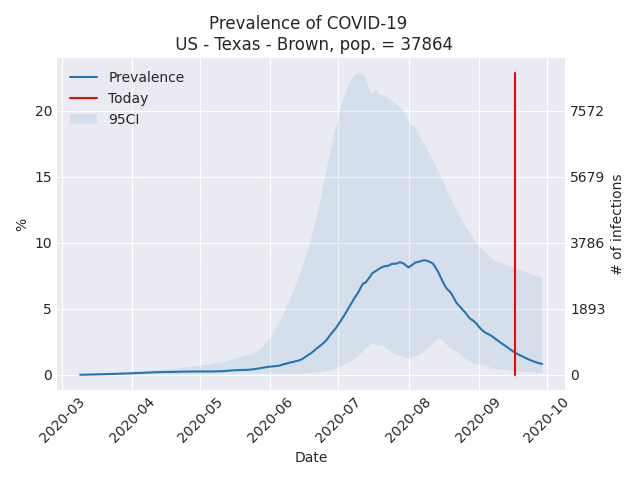 Prevalence of COVID-19
US - Texas - Brown, pop. = 37864
Prevalence
Today
95CI
20
15
10
5
0
%
7572
5679
3786
1893
0
# of infections
2020-03
2020-04
2020-05
2020-06
2020-07
2020-08
2020-09
2020-10
Date